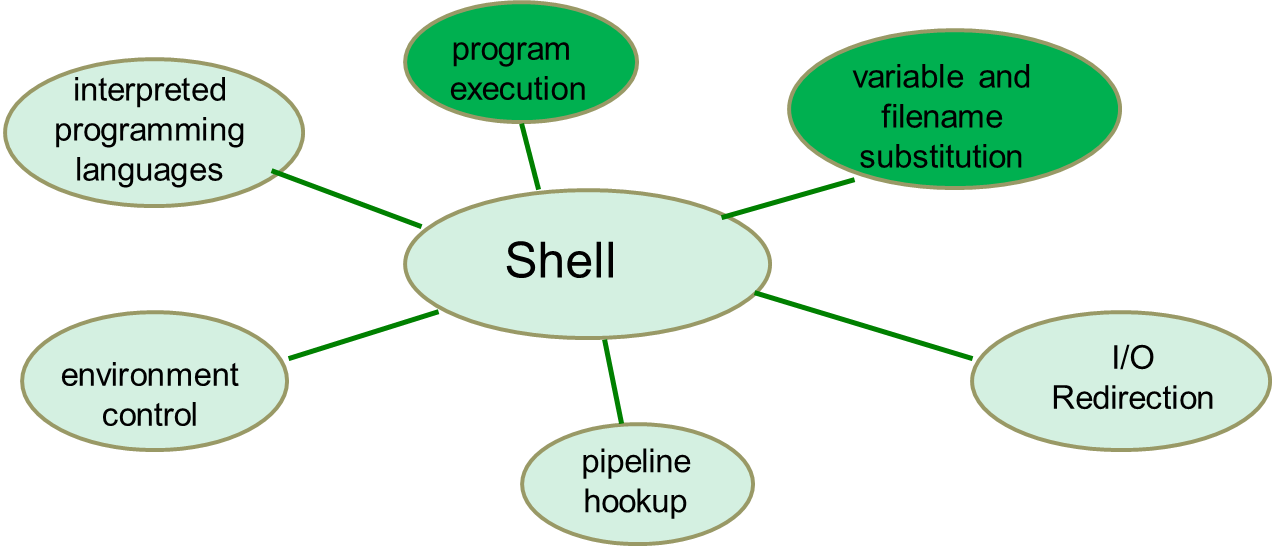 program
execution
variable and
filename
substitution
interpreted
programming
languages
Shell
environment
control
I/O
Redirection
pipeline
hookup